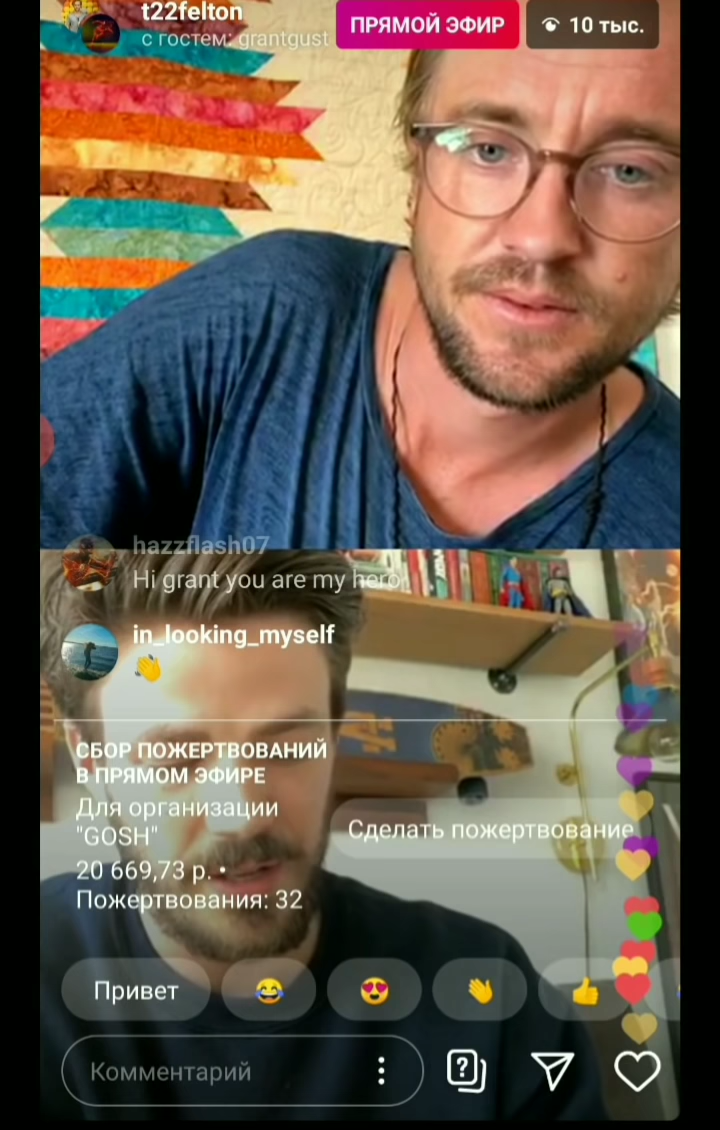 t22felton
с гостем: grantgust
ПРЯМОЙ ЭФИР
10 тыс.
hazzflash07
Hi grant you are my hero
in_looking_myself
СБОР ПОЖЕРТВОВАНИЙ
В ПРЯМОМ ЭФИРЕ
Для организации
"GOSH"
20 669,73 р. •
Пожертвования: 32
Сделать пожертвование
Привет
Комментарий